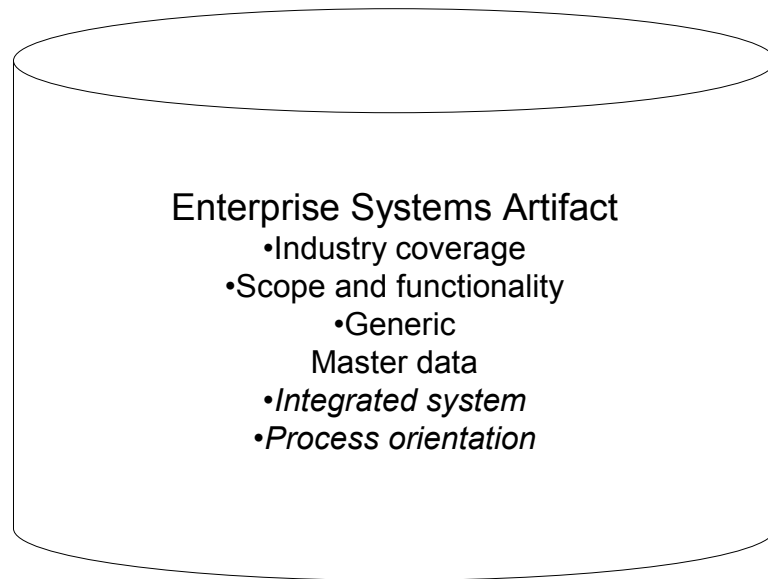 Enterprise Systems Artifact
•Industry coverage
•Scope and functionality
•Generic
Master data
•Integrated system
•Process orientation